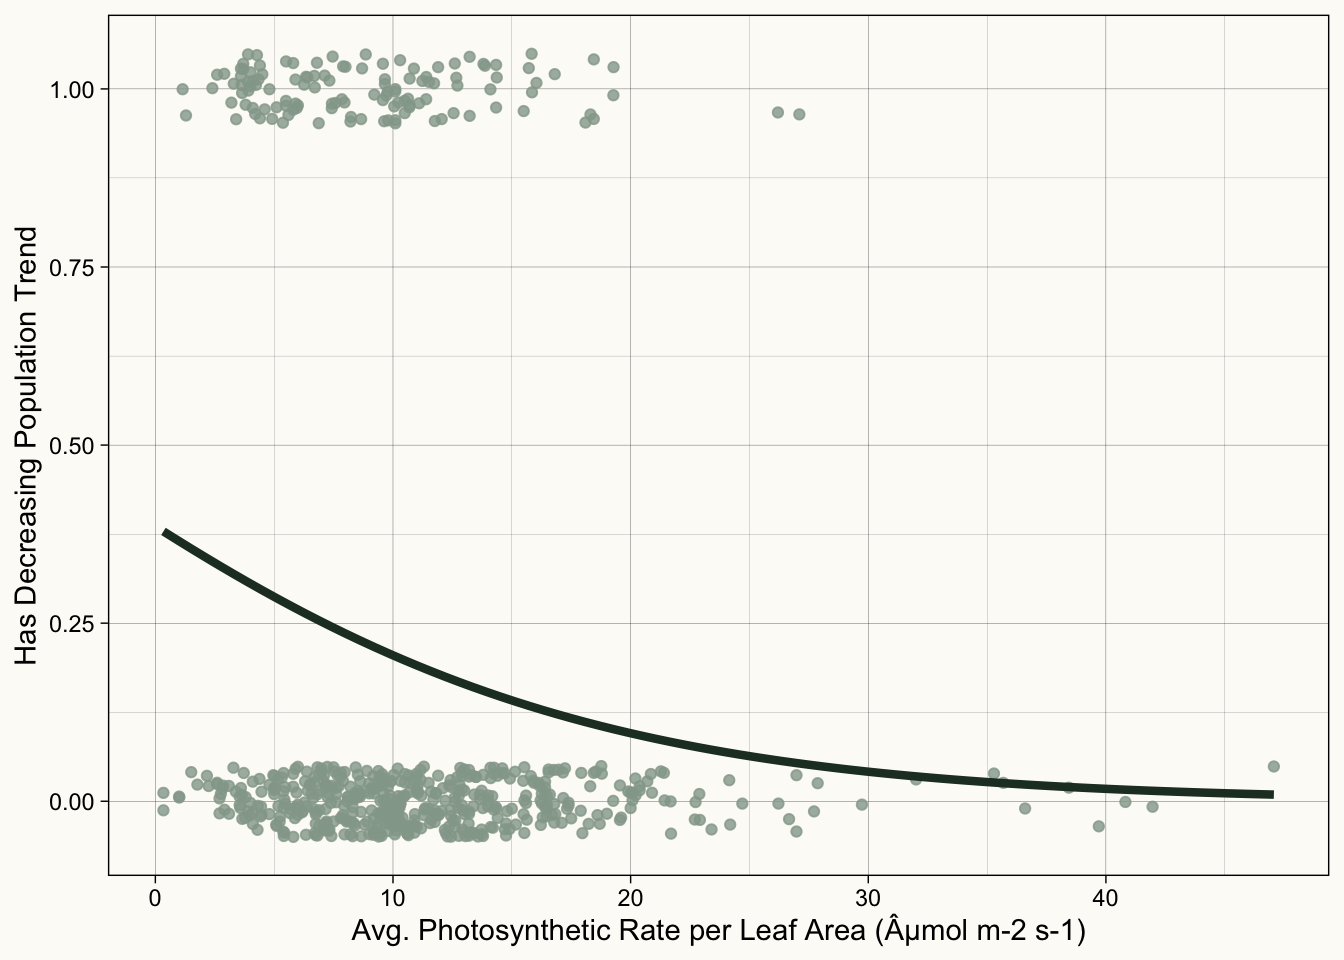 Has Decreasing Population Trend
1.00
0.75
0.50
0.25
0.00
0 10 20 30 40
Avg. Photosynthetic Rate per Leaf Area (Âµmol m-2 s-1)